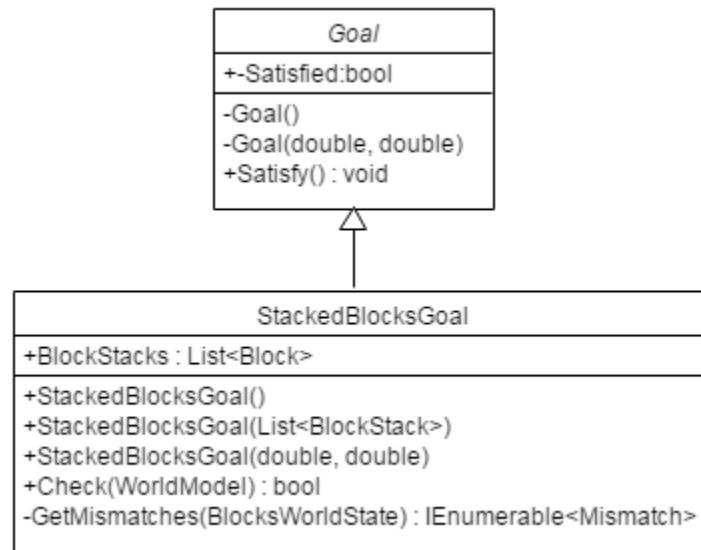 Goal
+-Satisfied:bool
-Goal()
-Goal(double, double)
+Satisfy() : void
StackedBlocksGoal
+BlockStacks : List<Block>
+StackedBlocksGoal()
+StackedBlocksGoal(List<BlockStack>)
+StackedBlocksGoal(double, double)
+Check(WorldModel) : bool
-GetMismatches(BlocksWorldState) : IEnumerable<Mismatch>